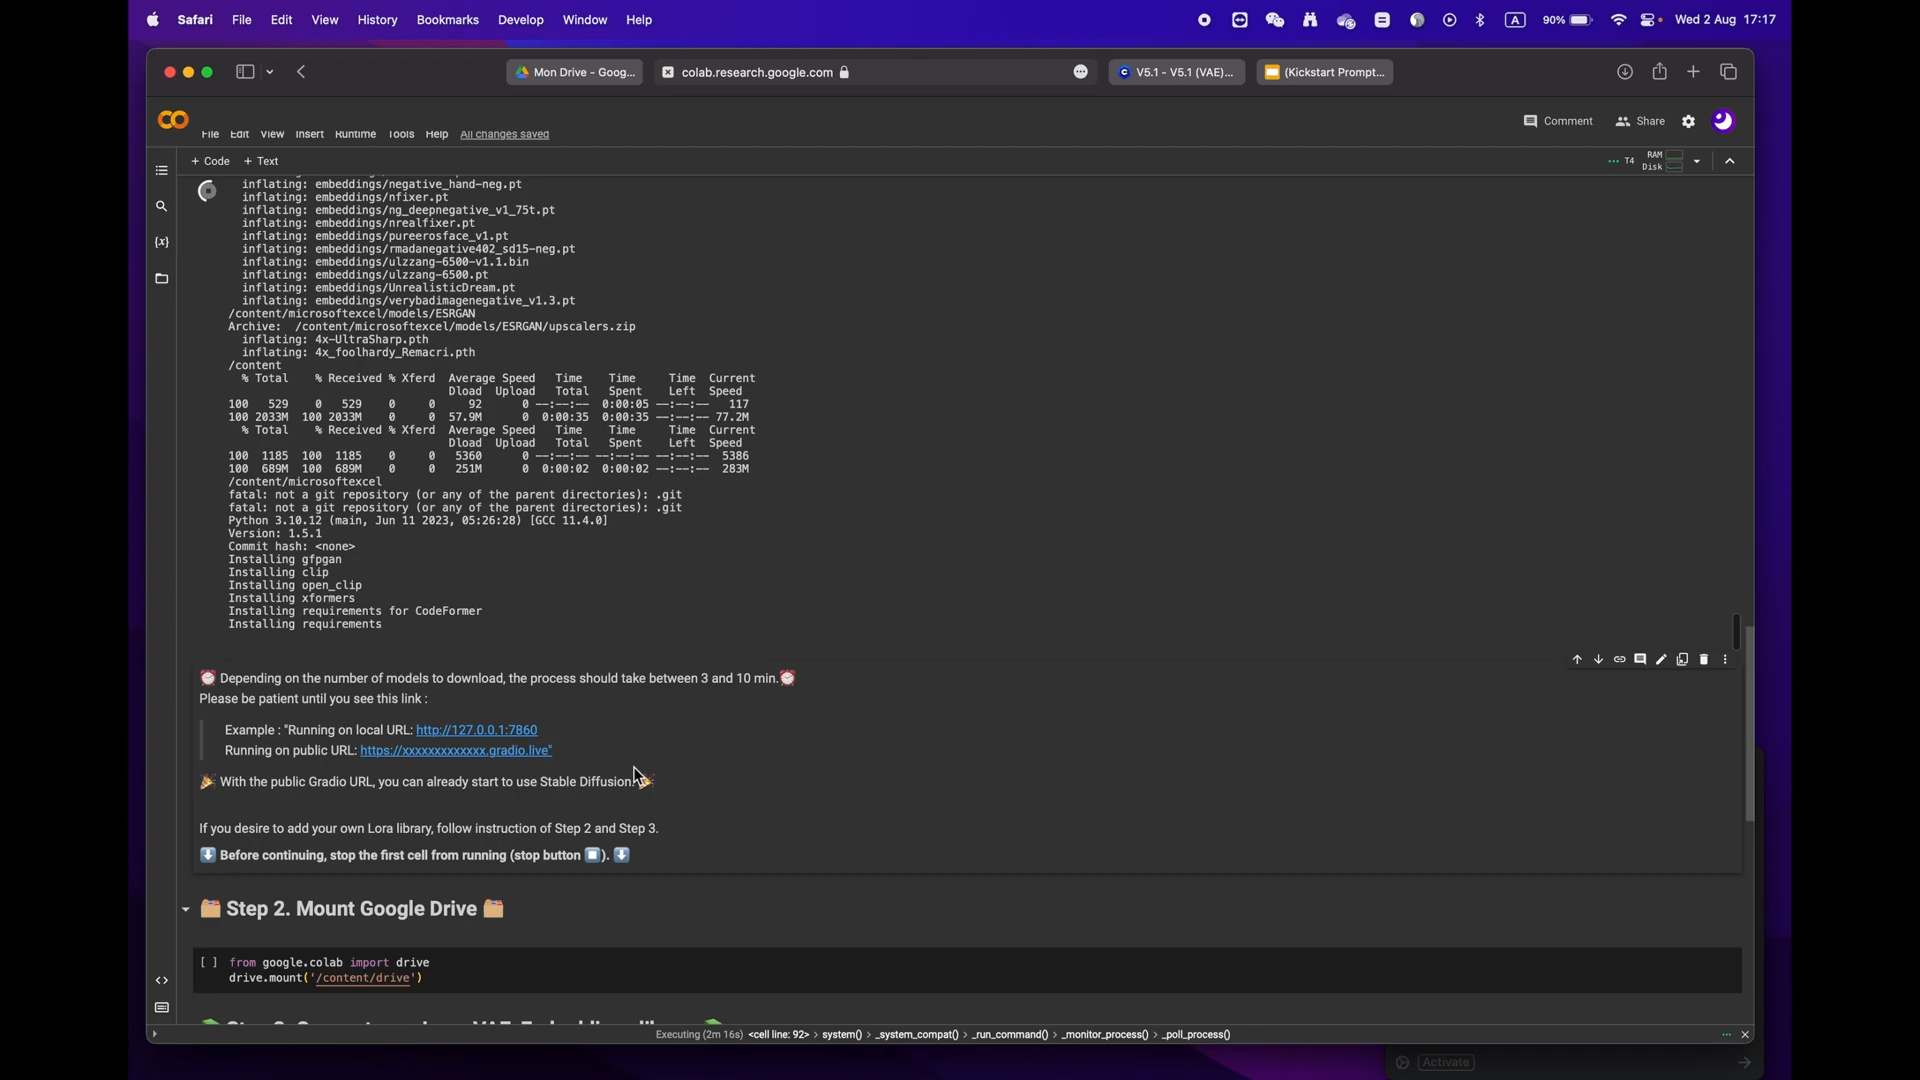 Safari File Edit View History Bookmarks Develop Window Help
A 90% Wed 2 Aug 17:17
Mon Drive - Goog...
colab.research.google.com
V5.1 - V5.1 (VAE)...
(Kickstart Prompt...
File Edit View Insert Runtime Tools Help All changes saved
Comment Share
+ Code + Text
T4 RAM
Disk
inflating: embeddings/negative_hand-neg.pt
inflating: embeddings/nfixer.pt
inflating: embeddings/ng_deepnegative_v1_75t.pt
inflating: embeddings/nrealfixer.pt
inflating: embeddings/pureerosface_v1.pt
inflating: embeddings/rmadanegative402_sd15-neg.pt
inflating: embeddings/ulzzang-6500-v1.1.bin
inflating: embeddings/ulzzang-6500.pt
inflating: embeddings/UnrealisticDream.pt
inflating: embeddings/verybadimagenegative_v1.3.pt
/content/microsoftexcel/models/ESRGAN
Archive:  /content/microsoftexcel/models/ESRGAN/upscalers.zip
inflating: 4x-UltraSharp.pth
inflating: 4x_foolhardy_Remacri.pth
/content
% Total % Received % Xferd Average Speed Time Time Time Current
Dload Upload Total Spent Left Speed
100 529 0 529 0 0 92 0 --:--:-- 0:00:05 --:--:-- 117
100 2033M 100 2033M 0 0 57.9M 0 0:00:35 0:00:35 --:--:-- 77.2M
% Total % Received % Xferd Average Speed Time Time Time Current
Dload Upload Total Spent Left Speed
100 1185 100 1185 0 0 5360 0 --:--:-- --:--:-- --:--:-- 5386
100 689M 100 689M 0 0 251M 0 0:00:02 0:00:02 --:--:-- 283M
/content/microsoftexcel
fatal: not a git repository (or any of the parent directories): .git
fatal: not a git repository (or any of the parent directories): .git
Python 3.10.12 (main, Jun 11 2023, 05:26:28) [GCC 11.4.0]
Version: 1.5.1
Commit hash: <none>
Installing gfpgan
Installing clip
Installing open_clip
Installing xformers
Installing requirements for CodeFormer
Installing requirements
⏰ Depending on the number of models to download, the process should take between 3 and 10 min.⏰
Please be patient until you see this link :
Example : "Running on local URL: http://127.0.0.1:7860
Running on public URL: https://xxxxxxxxxxxxx.gradio.live"
🎉 With the public Gradio URL, you can already start to use Stable Diffusion! 🎉
If you desire to add your own Lora library, follow instruction of Step 2 and Step 3.
⬇️ Before continuing, stop the first cell from running (stop button ⏹️). ⬇️
🗂️ Step 2. Mount Google Drive 🗂️
[ ] from google.colab import drive
drive.mount('/content/drive')
Executing (2m 16s) <cell line: 92> > system() > _system_compat() > _run_command() > _monitor_process() > _poll_process()
Activate